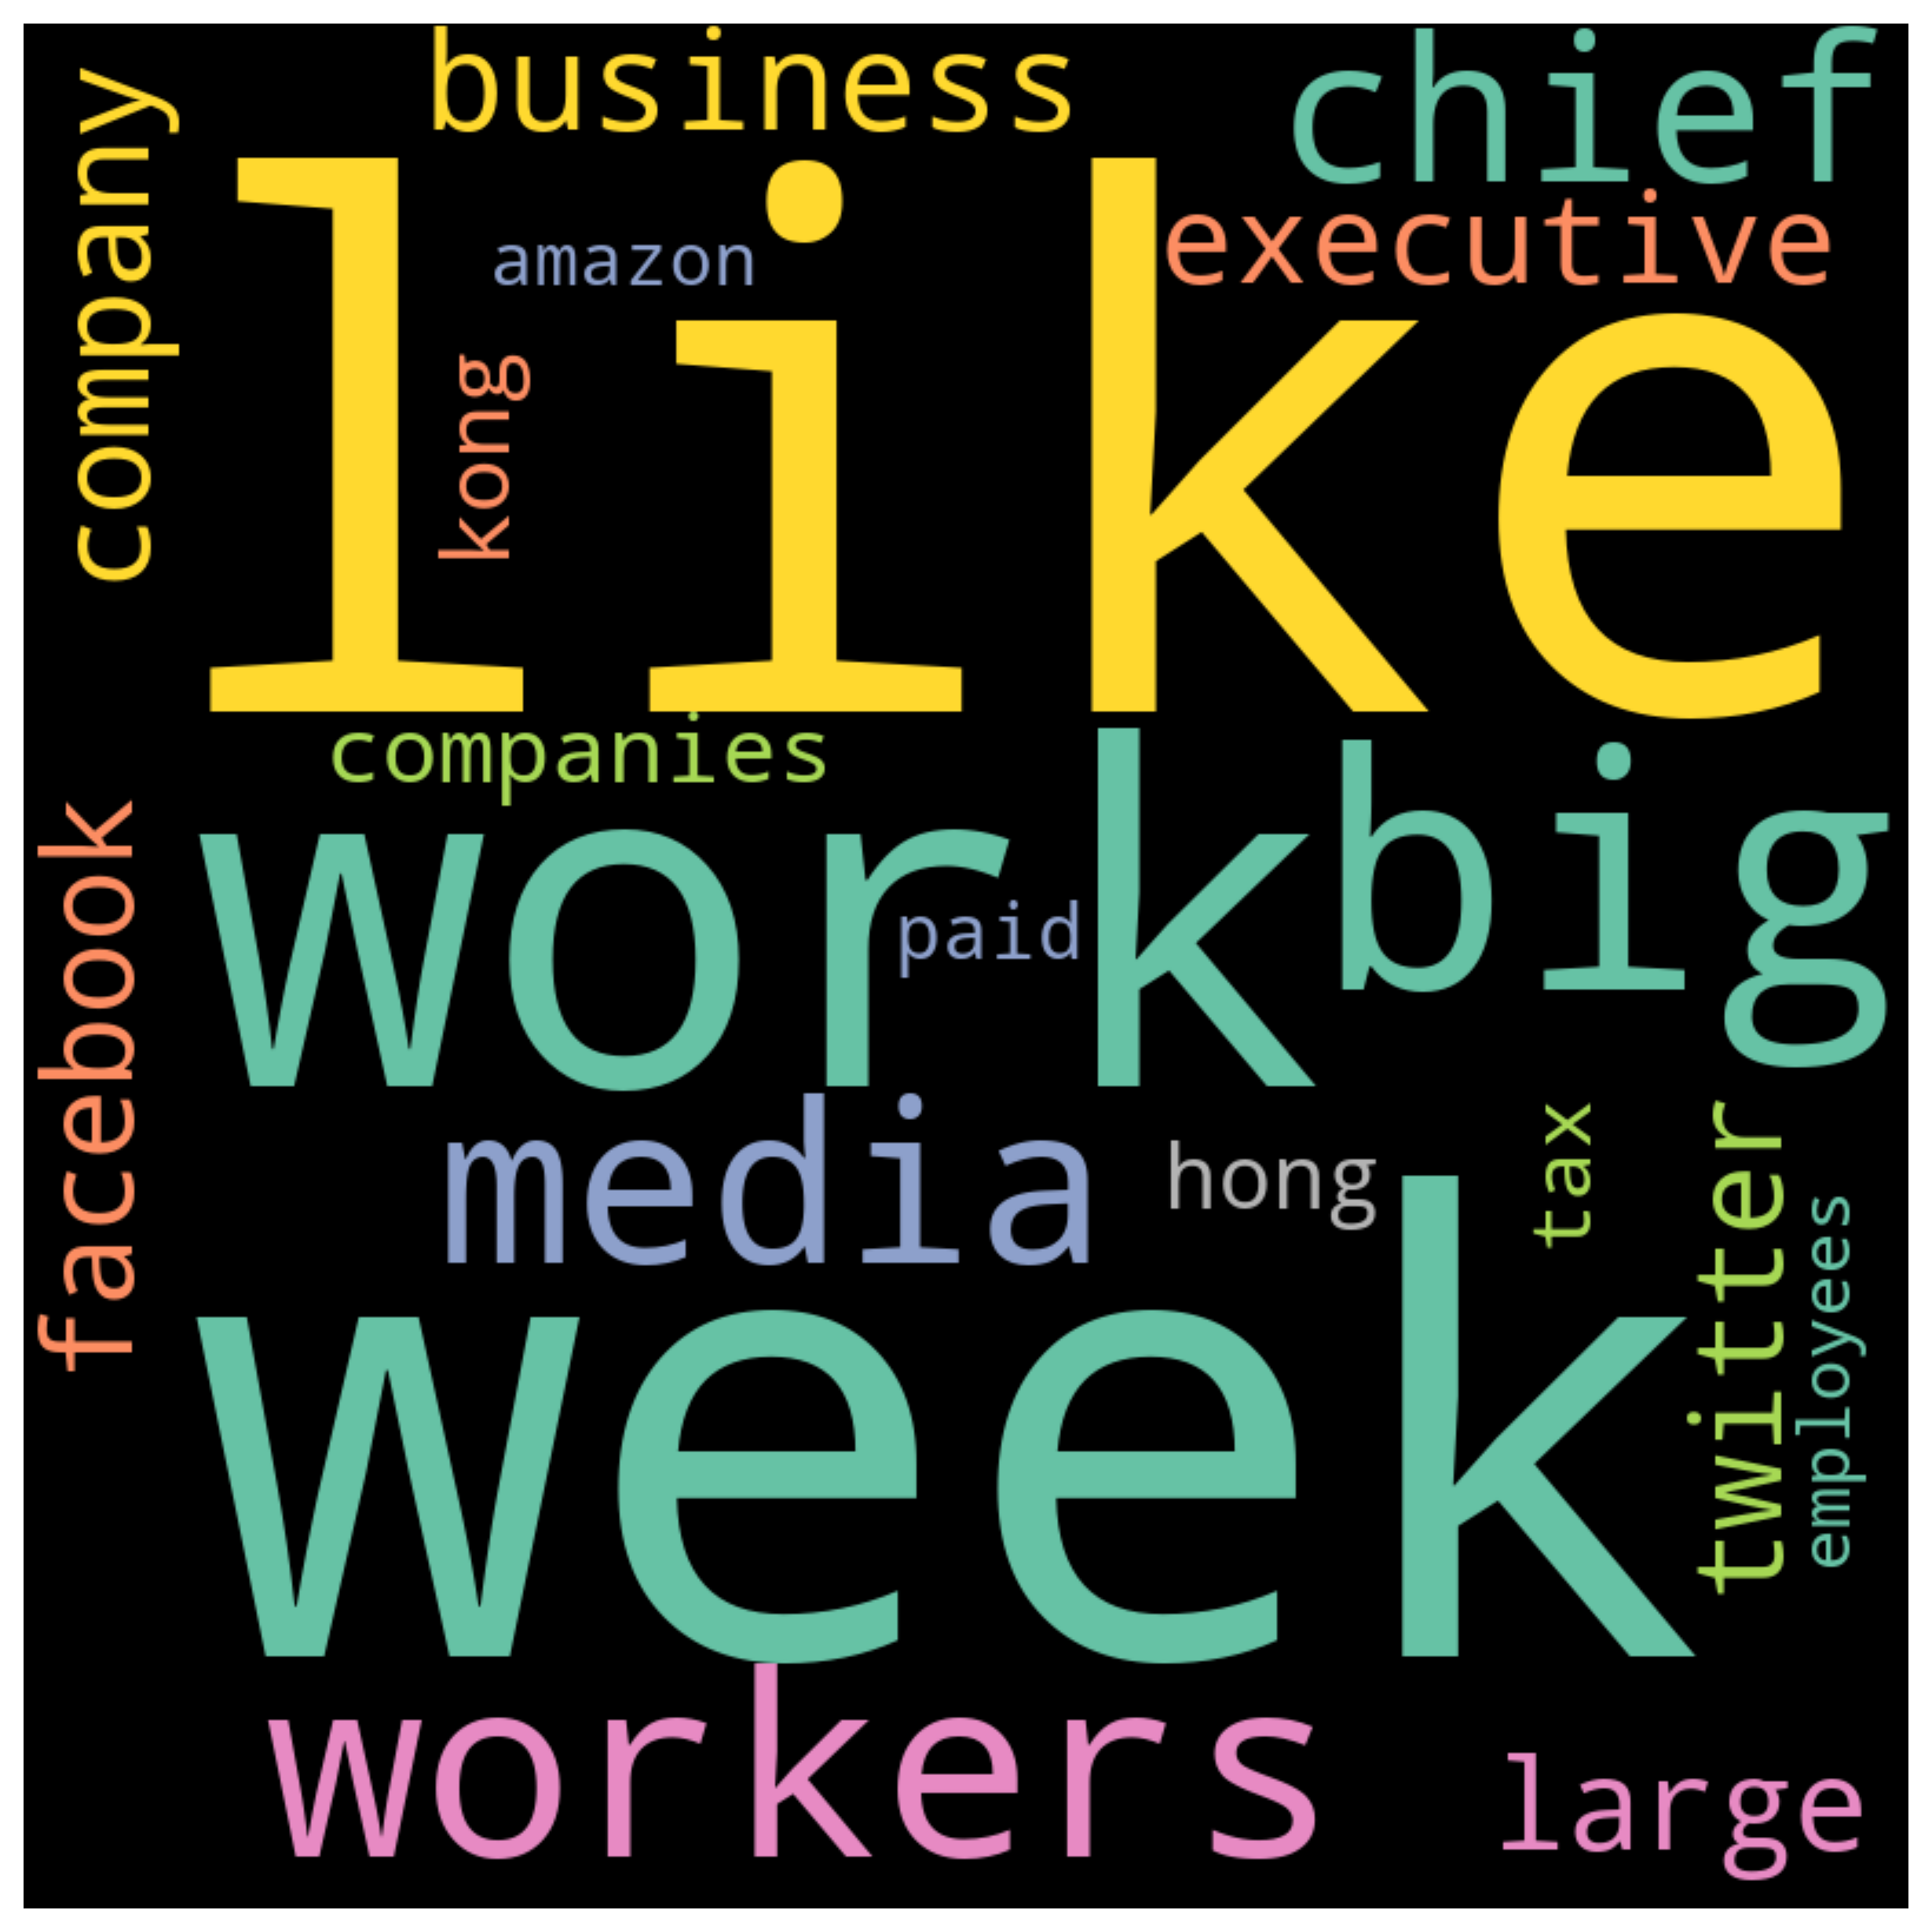 business
chief
company
like
executive
amazon
kong
companies
work
big
facebook
paid
media
hong
tax
twitter
employees
week
workers
large